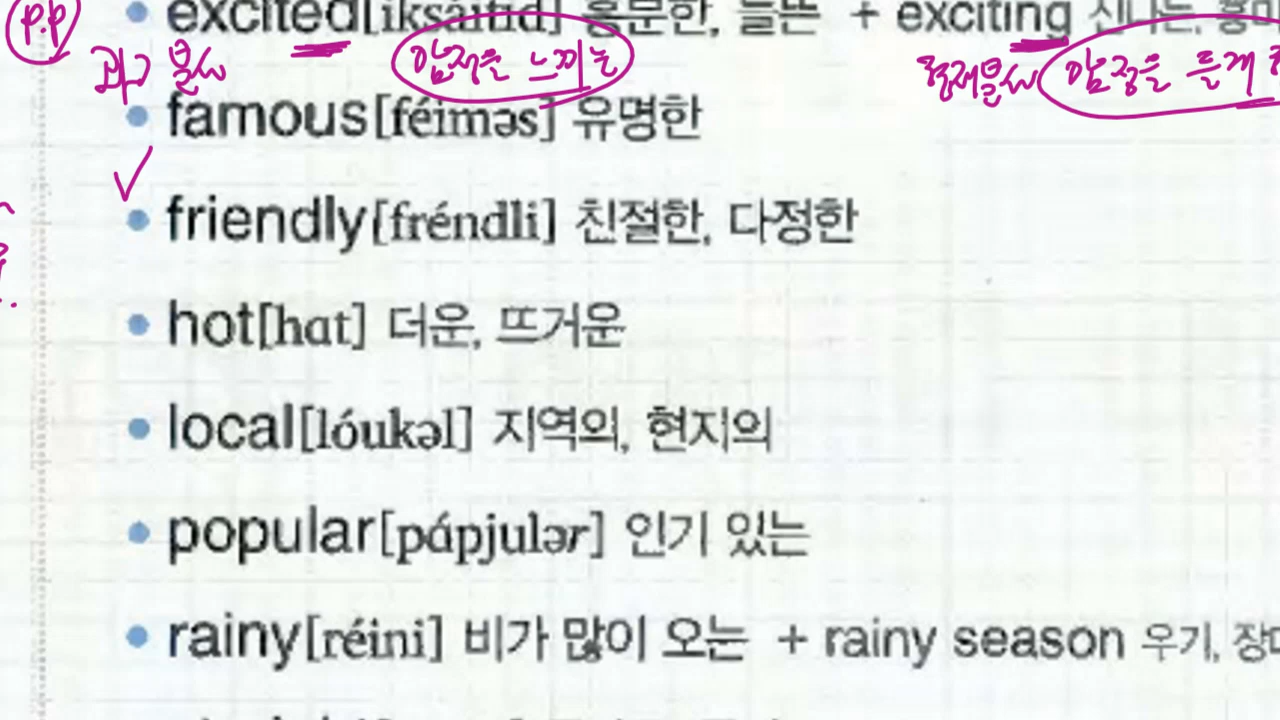 p.p
excited[iksáitid] 흥분한, 들뜬 + exciting 신나는,
과거 분사 감정을 느끼는 현재분사 감정을 들게
famous[féiməs] 유명한
friendly[fréndli] 친절한, 다정한
hot[hɑt] 더운, 뜨거운
local[lóukəl] 지역의, 현지의
popular[pápjulər] 인기 있는
rainy[réini] 비가 많이 오는 + rainy season 우기,